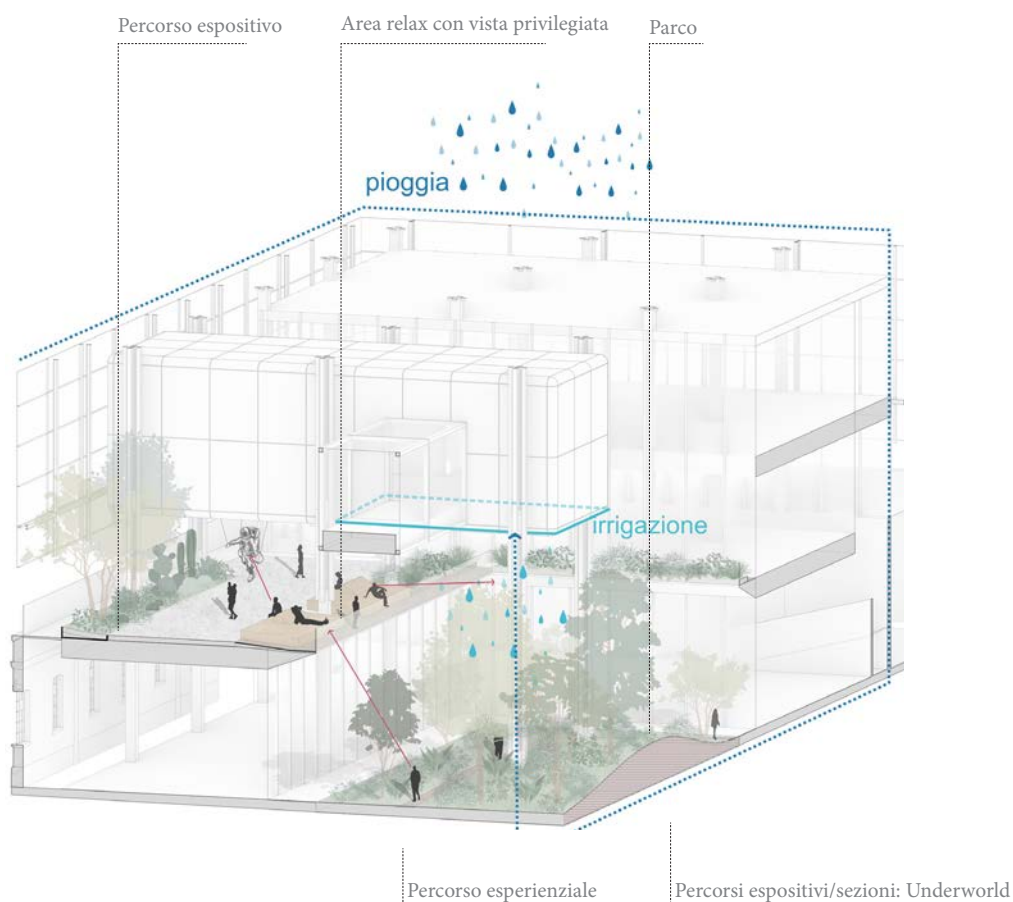 Percorso espositivo
Area relax con vista privilegiata
Parco
pioggia
irrigazione
Percorso esperienziale
Percorsi espositivi/sezioni: Underworld